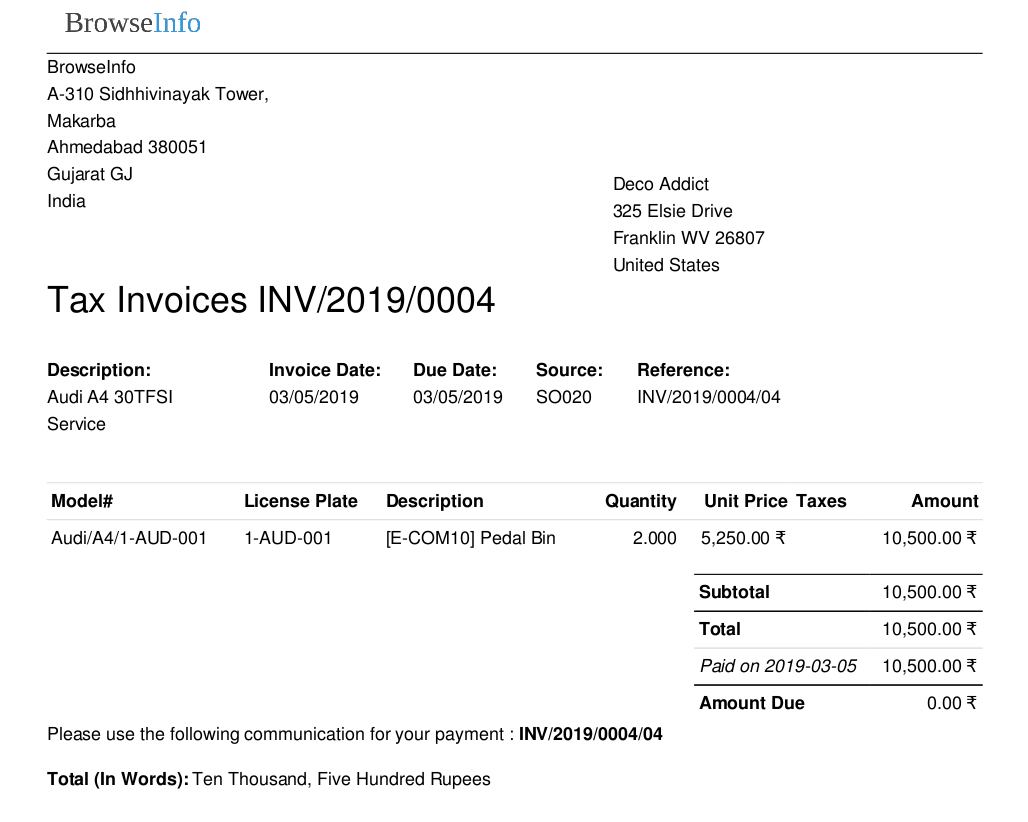 BrowseInfo
BrowseInfo
A-310 Sidhhivinayak Tower,
Makarba
Ahmedabad 380051
Gujarat GJ
India
Deco Addict
325 Elsie Drive
Franklin WV 26807
United States
Tax Invoices INV/2019/0004
Description: Invoice Date: Due Date: Source: Reference:
Audi A4 30TFSI 03/05/2019 03/05/2019 SO020 INV/2019/0004/04
Service
Model# License Plate Description Quantity Unit Price Taxes Amount
Audi/A4/1-AUD-001 1-AUD-001 [E-COM10] Pedal Bin 2.000 5,250.00 ₹ 10,500.00 ₹
Subtotal 10,500.00 ₹
Total 10,500.00 ₹
Paid on 2019-03-05 10,500.00 ₹
Amount Due 0.00 ₹
Please use the following communication for your payment : INV/2019/0004/04
Total (In Words): Ten Thousand, Five Hundred Rupees